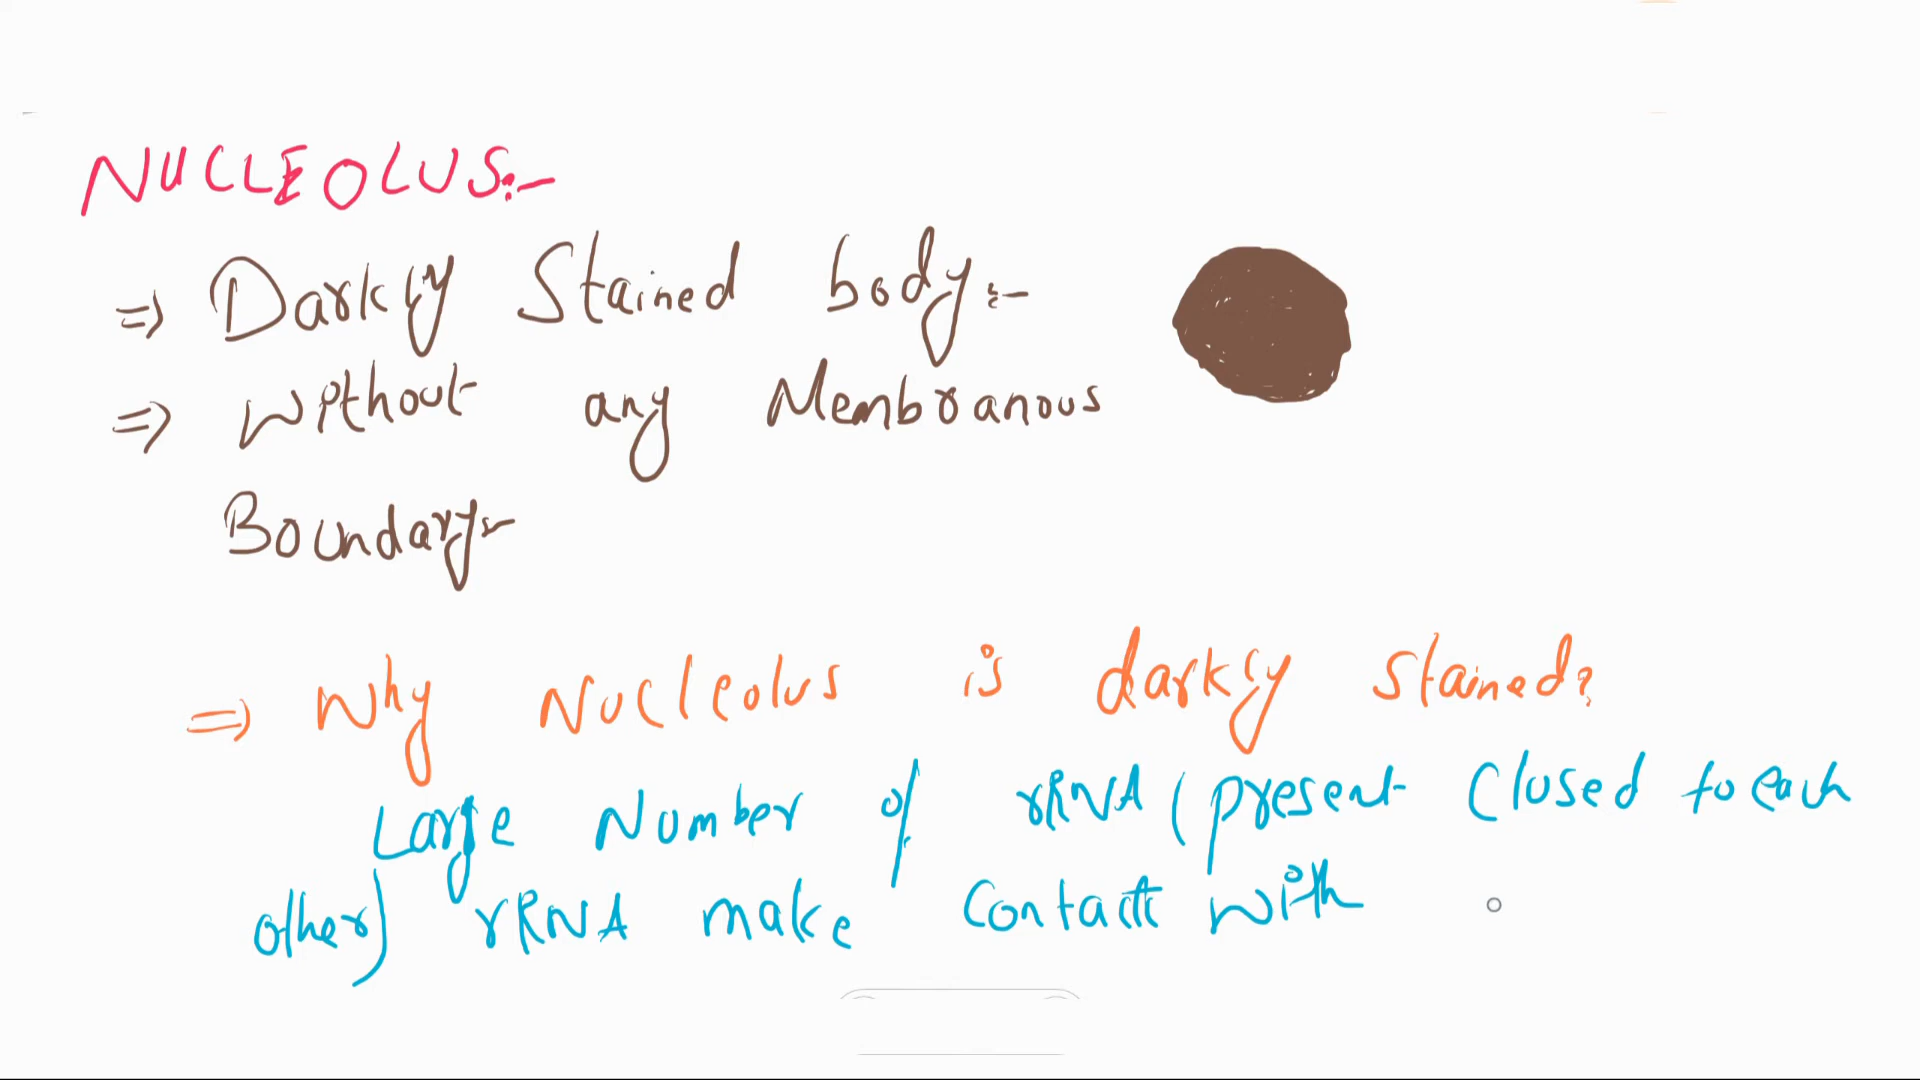 NUCLEOLUS:-
⇒ Darkly Stained body:-
⇒ without any Membranous
Boundary:-
⇒ Why Nucleolus is darkly stained?
Large Number of rRNA (present Closed to each
other) rRNA make Contact with